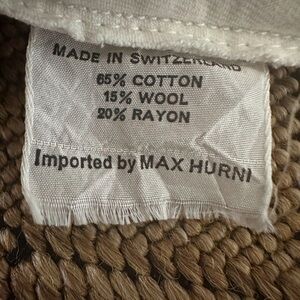 MADE IN SWITZERLAND
65% COTTON
15% WOOL
20% RAYON
Imported by MAX HURNI